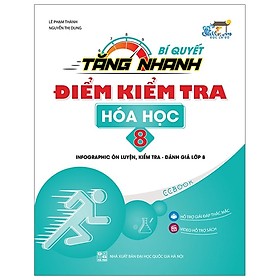 LÊ PHẠM THÀNH
NGUYỄN THỊ DUNG
BÍ QUYẾT
TĂNG NHANH
ĐIỂM KIỂM TRA
HÓA HỌC
8
INFOGRAPHIC ÔN LUYỆN, KIỂM TRA - ĐÁNH GIÁ LỚP 8
CCBOOK
HỖ TRỢ GIẢI ĐÁP THẮC MẮC
VIDEO HỖ TRỢ SÁCH
NHÀ XUẤT BẢN ĐẠI HỌC QUỐC GIA HÀ NỘI